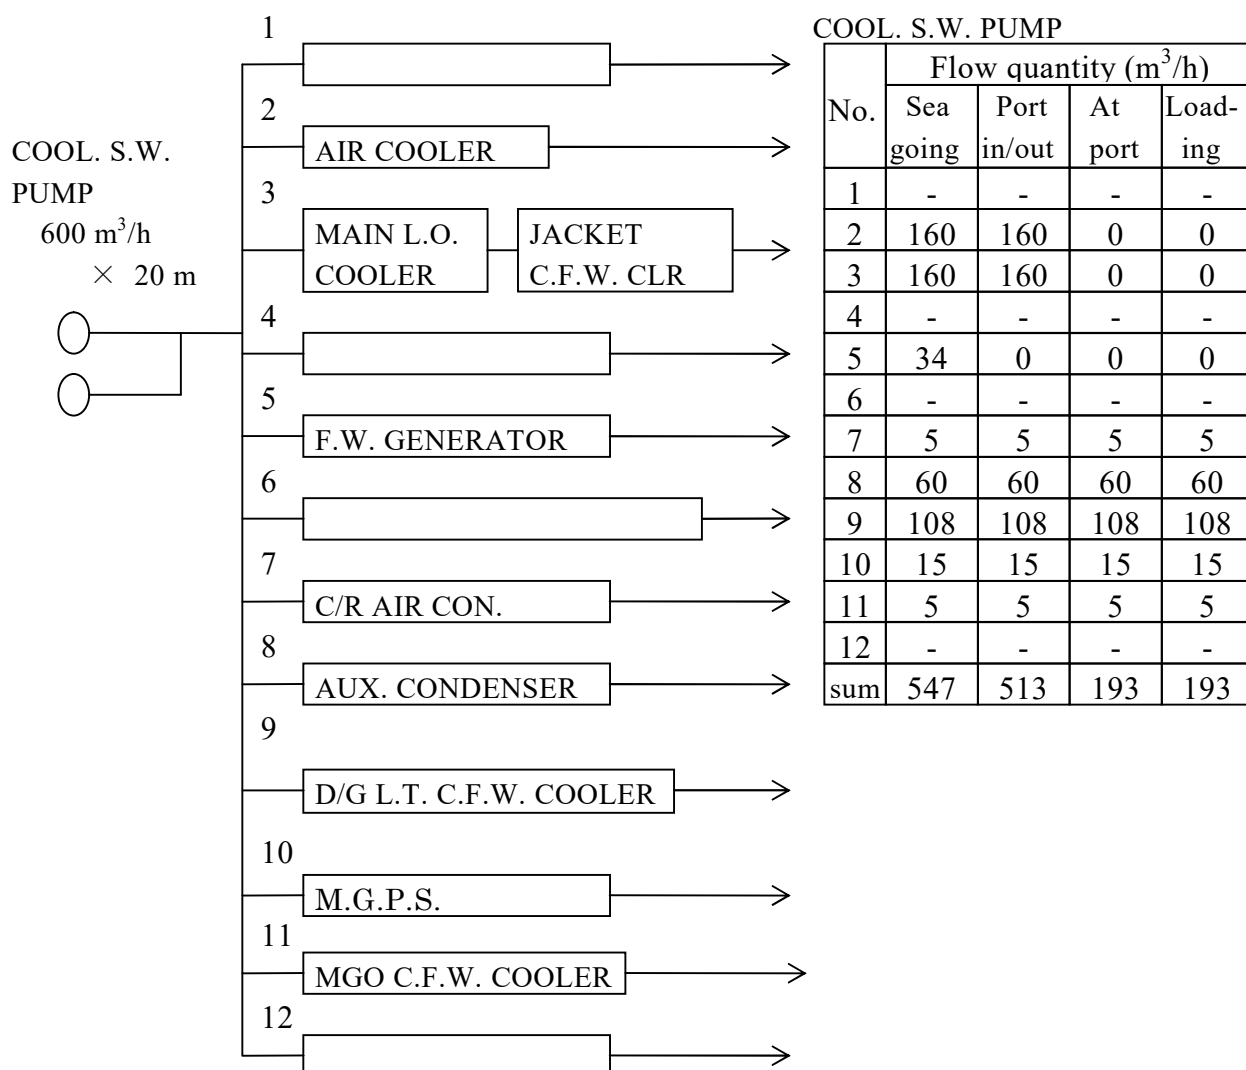 COOL. S.W.
PUMP
600 m³/h
× 20 m
1
2
AIR COOLER
3
MAIN L.O.
COOLER
JACKET
C.F.W. CLR
4
5
F.W. GENERATOR
6
7
C/R AIR CON.
8
AUX. CONDENSER
9
D/G L.T. C.F.W. COOLER
10
M.G.P.S.
11
MGO C.F.W. COOLER
12
COOL. S.W. PUMP
No. Flow quantity (m³/h)
Sea Port At Load-
going in/out port ing
1 - - - -
2 160 160 0 0
3 160 160 0 0
4 - - - -
5 34 0 0 0
6 - - - -
7 5 5 5 5
8 60 60 60 60
9 108 108 108 108
10 15 15 15 15
11 5 5 5 5
12 - - - -
sum 547 513 193 193